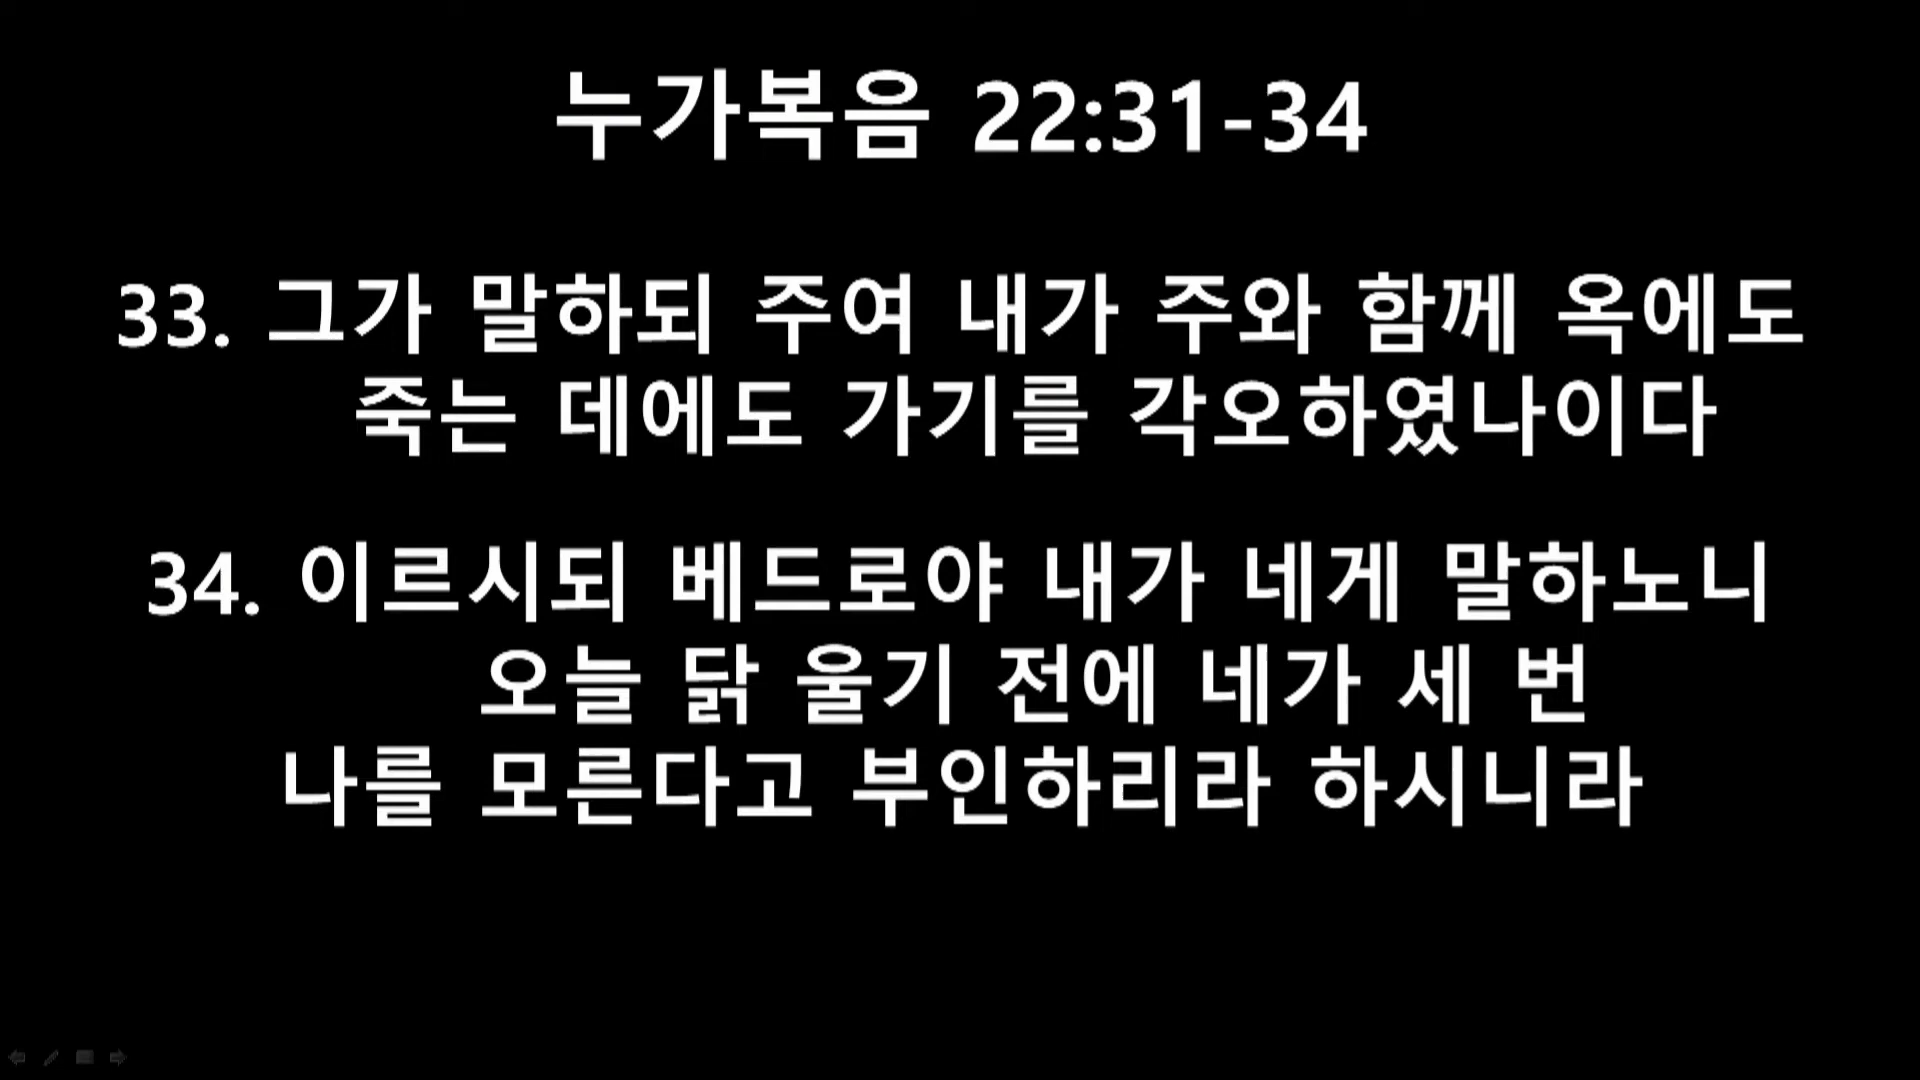 누가복음 22:31-34
33. 그가 말하되 주여 내가 주와 함께 옥에도
죽는 데에도 가기를 각오하였나이다
34. 이르시되 베드로야 내가 네게 말하노니
오늘 닭 울기 전에 네가 세 번
나를 모른다고 부인하리라 하시니라